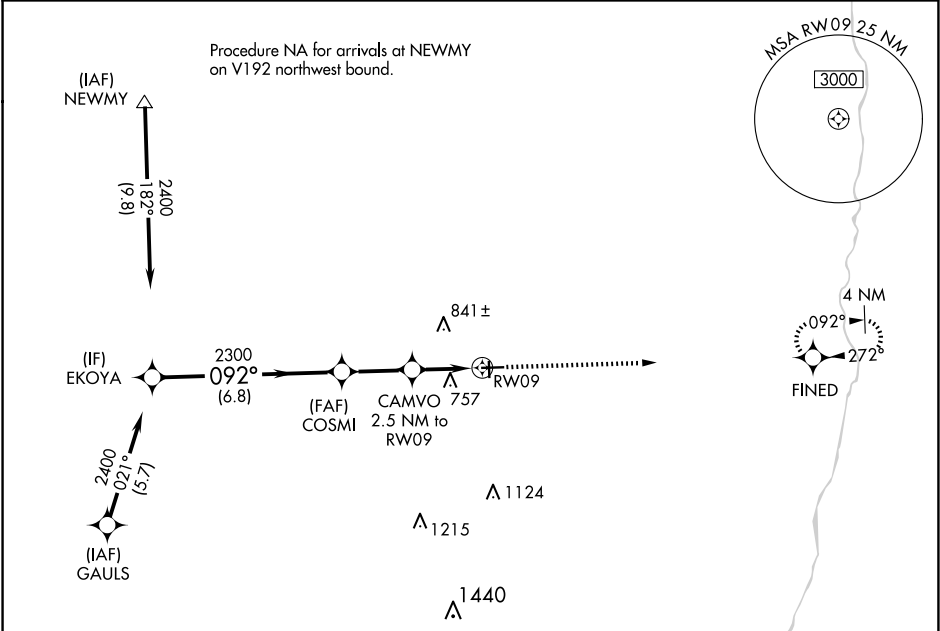 Procedure NA for arrivals at NEWMY
on V192 northwest bound.
MSA RW09 25 NM
3000
(IAF)
NEWMY
2400
182°
(9.8)
841±
4 NM
092°
272°
FINED
(IF)
EKOYA
2300
092°
(6.8)
(FAF)
COSMI
CAMVO
2.5 NM to
RW09
757
RW09
2400
021°
(5.7)
(IAF)
GAULS
1124
1215
1440